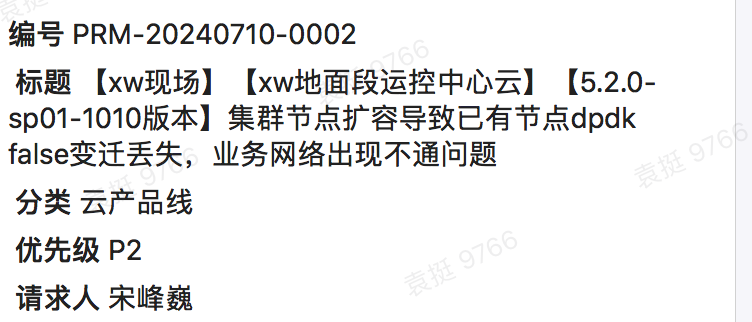 编号 PRM-20240710-0002
标题 【xw现场】【xw地面段运控中心云】【5.2.0-
sp01-1010版本】集群节点扩容导致已有节点dpdk
false变迁丢失，业务网络出现不通问题
分类 云产品线
优先级 P2
请求人 宋峰巍
袁挺 9766
袁挺 9766
袁挺 9766
袁挺 9766